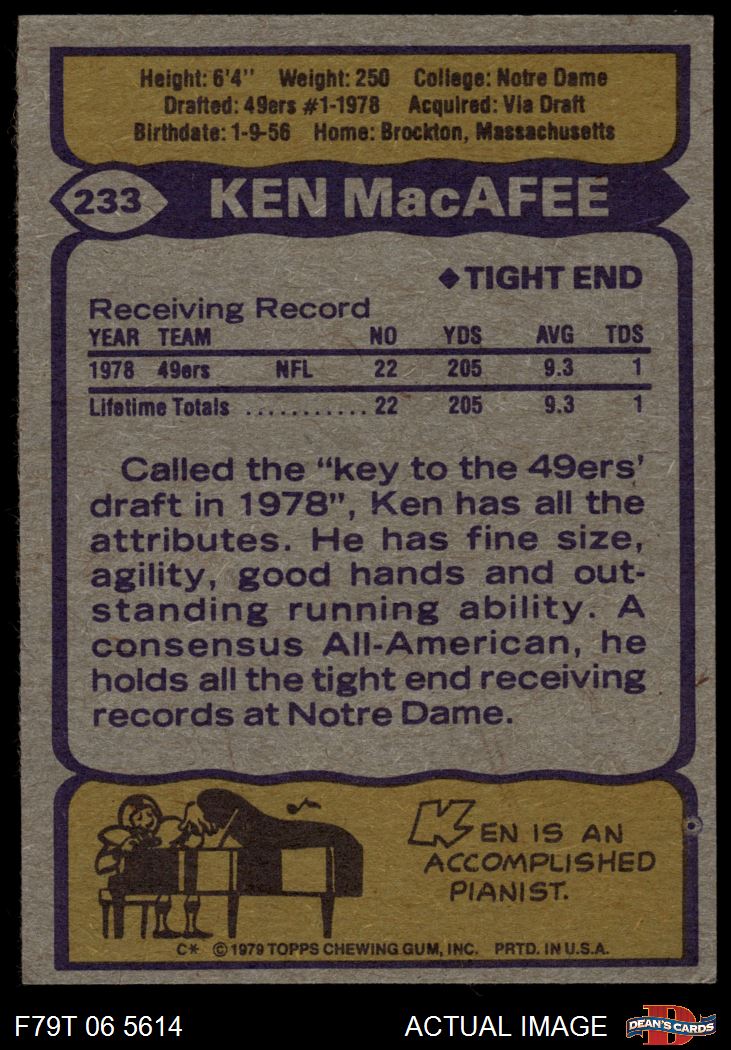 Height: 6'4" Weight: 250 College: Notre Dame
Drafted: 49ers #1-1978 Acquired: Via Draft
Birthdate: 1-9-56 Home: Brockton, Massachusetts
233 KEN MacAFEE
◆TIGHT END
Receiving Record
YEAR TEAM NO YDS AVG TDS
1978 49ers NFL 22 205 9.3 1
Lifetime Totals ........... 22 205 9.3 1
Called the “key to the 49ers'
draft in 1978”, Ken has all the
attributes. He has fine size,
agility, good hands and out-
standing running ability. A
consensus All-American, he
holds all the tight end receiving
records at Notre Dame.
KEN IS AN
ACCOMPLISHED
PIANIST.
C* © 1979 TOPPS CHEWING GUM, INC. PRTD. IN U.S.A.
F79T 06 5614 ACTUAL IMAGE DEAN'S CARDS